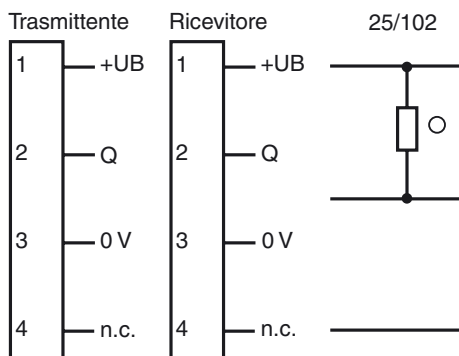 Trasmittente Ricevitore 25/102
1 +UB 1 +UB
2 Q 2 Q
3 0 V 3 0 V
4 n.c. 4 n.c.